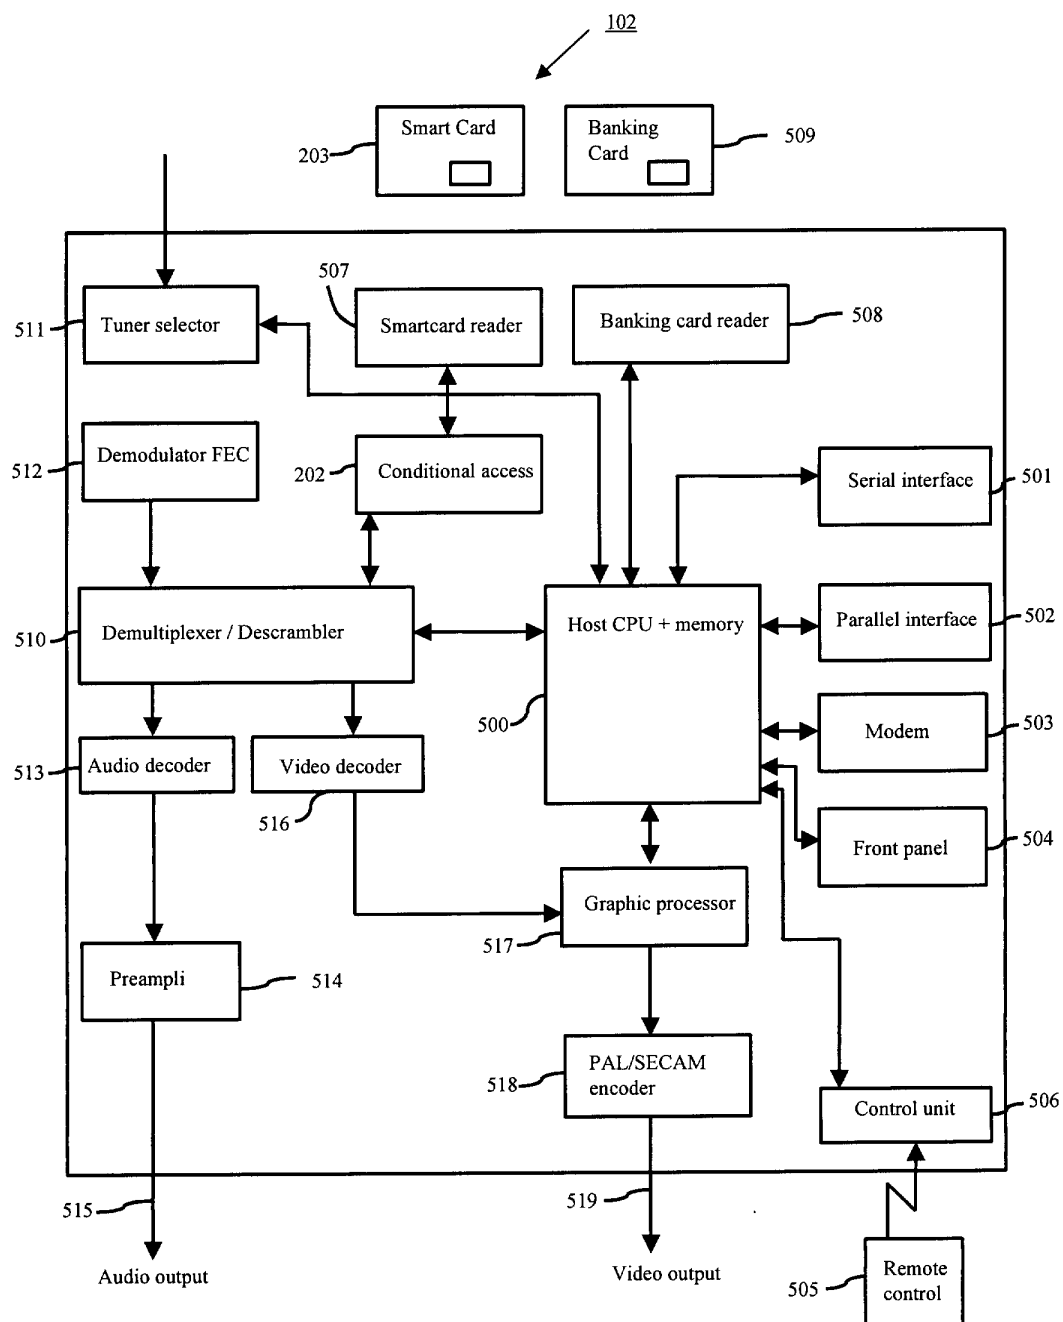 102
Smart Card
203
Banking
Card
509
507
511
Tuner selector
Smartcard reader
Banking card reader
508
512
Demodulator FEC
202
Conditional access
Serial interface
501
510
Demultiplexer / Descrambler
Host CPU + memory
500
Parallel interface
502
Modem
503
513
Audio decoder
Video decoder
516
Front panel
504
Graphic processor
517
Preampli
514
518
PAL/SECAM
encoder
Control unit
506
515
519
Audio output
Video output
505
Remote
control